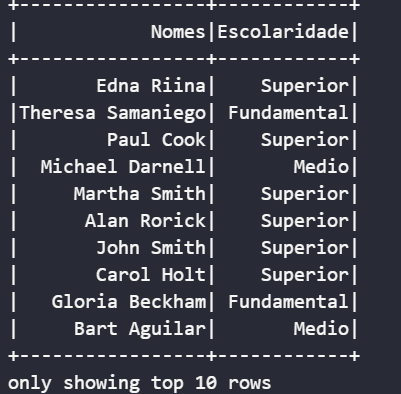 +-----------------+------------+
|            Nomes|Escolaridade|
+-----------------+------------+
|       Edna Riina|    Superior|
|Theresa Samaniego| Fundamental|
|        Paul Cook|    Superior|
|  Michael Darnell|       Medio|
|     Martha Smith|    Superior|
|      Alan Rorick|    Superior|
|       John Smith|    Superior|
|       Carol Holt|    Superior|
|   Gloria Beckham| Fundamental|
|     Bart Aguilar|       Medio|
+-----------------+------------+
only showing top 10 rows